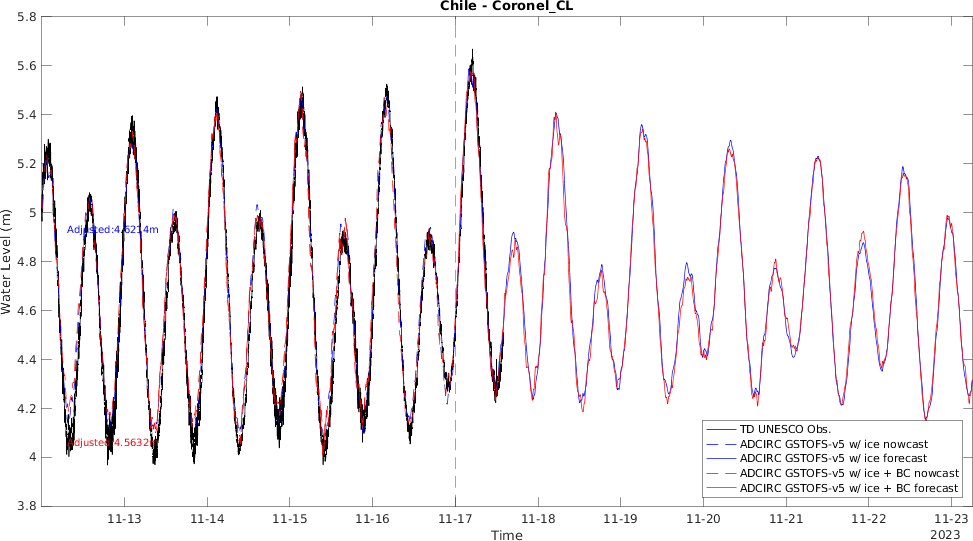 Chile - Coronel_CL
5.8
5.6
5.4
5.2
5
4.8
4.6
4.4
4.2
4
3.8
Water Level (m)
Adjusted:4.6214m
Adjusted:4.5632m
TD UNESCO Obs.
ADCIRC GSTOFS-v5 w/ ice nowcast
ADCIRC GSTOFS-v5 w/ ice forecast
ADCIRC GSTOFS-v5 w/ ice + BC nowcast
ADCIRC GSTOFS-v5 w/ ice + BC forecast
11-13 11-14 11-15 11-16 11-17 11-18 11-19 11-20 11-21 11-22 11-23
2023
Time